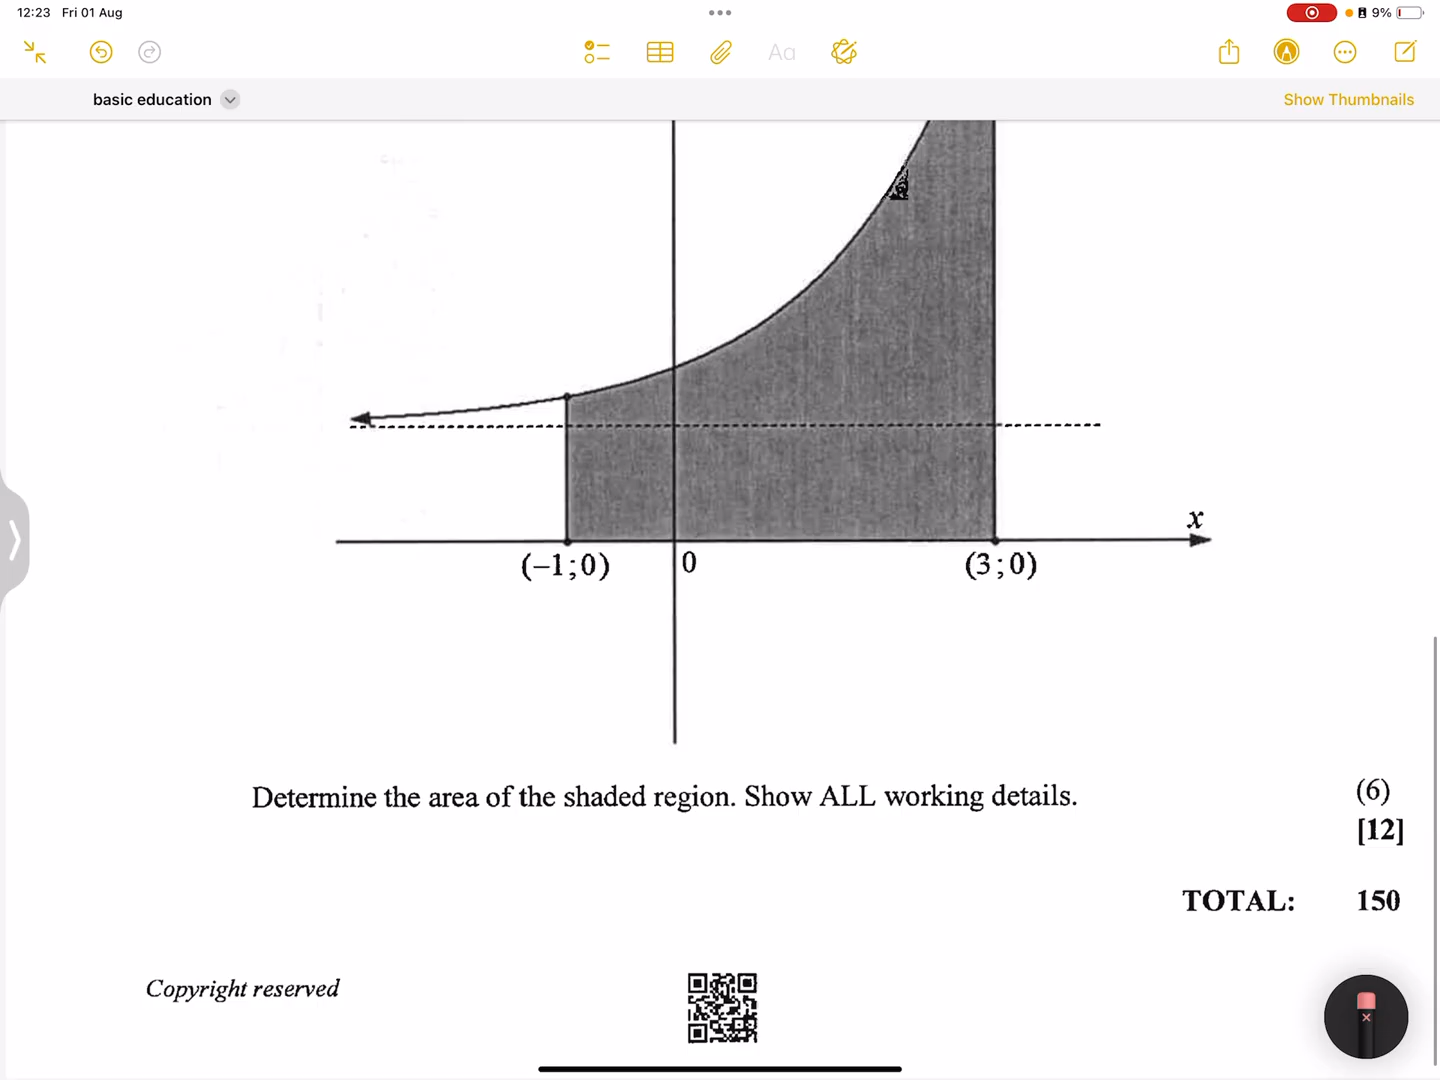 12:23 Fri 01 Aug
9%
Aa
basic education
Show Thumbnails
x
(–1;0)
0
(3;0)
Determine the area of the shaded region. Show ALL working details.
(6)
[12]
TOTAL: 150
Copyright reserved